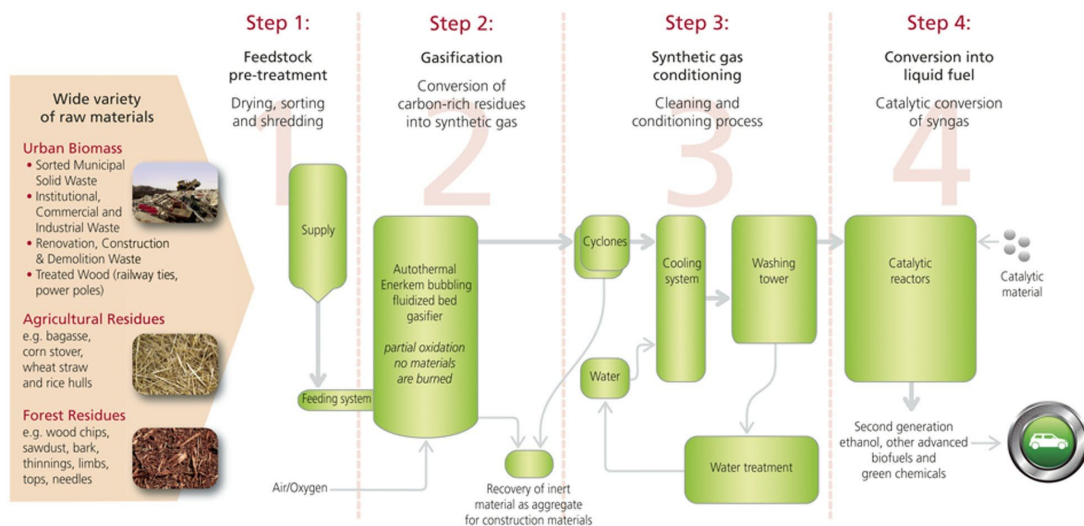 Wide variety
of raw materials
Urban Biomass
• Sorted Municipal
Solid Waste
• Institutional,
Commercial and
Industrial Waste
• Renovation, Construction
& Demolition Waste
• Treated Wood (railway ties,
power poles)
Agricultural Residues
e.g. bagasse,
corn stover,
wheat straw
and rice hulls
Forest Residues
e.g. wood chips,
sawdust, bark,
thinnings, limbs,
tops, needles
Step 1:
Feedstock
pre-treatment
Drying, sorting
and shredding
1
Supply
Feeding system
Air/Oxygen
Step 2:
Gasification
Conversion of
carbon-rich residues
into synthetic gas
2
Autothermal
Enerkem bubbling
fluidized bed
gasifier
partial oxidation
no materials
are burned
Recovery of inert
material as aggregate
for construction materials
Step 3:
Synthetic gas
conditioning
Cleaning and
conditioning process
3
Cyclones
Cooling
system
Washing
tower
Water
Water treatment
Step 4:
Conversion into
liquid fuel
Catalytic conversion
of syngas
4
Catalytic
reactors
Catalytic
material
Second generation
ethanol, other advanced
biofuels and
green chemicals